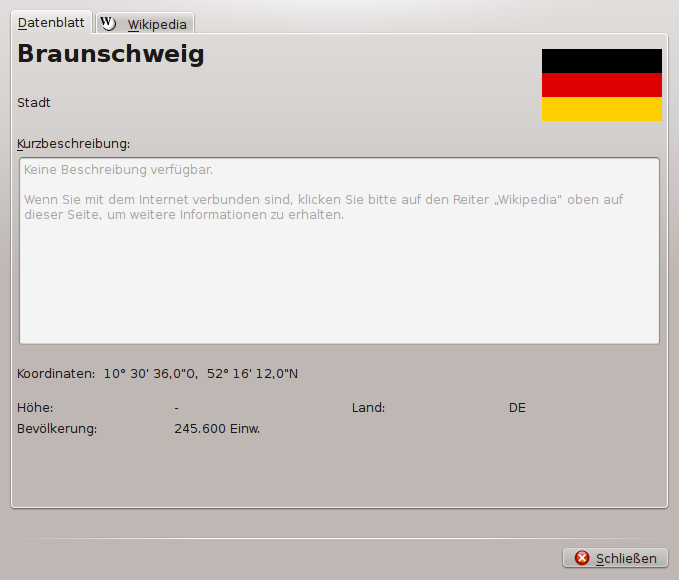 Datenblatt
W Wikipedia
Braunschweig
Stadt
Kurzbeschreibung:
Keine Beschreibung verfügbar.
Wenn Sie mit dem Internet verbunden sind, klicken Sie bitte auf den Reiter „Wikipedia“ oben auf
dieser Seite, um weitere Informationen zu erhalten.
Koordinaten: 10° 30' 36,0"O, 52° 16' 12,0"N
Höhe: - Land: DE
Bevölkerung: 245.600 Einw.
Schließen